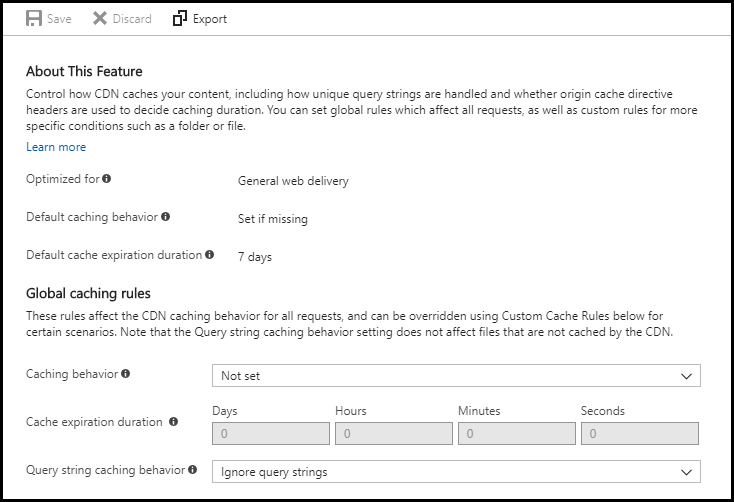 Save Discard Export
About This Feature
Control how CDN caches your content, including how unique query strings are handled and whether origin cache directive
headers are used to decide caching duration. You can set global rules which affect all requests, as well as custom rules for more
specific conditions such as a folder or file.
Learn more
Optimized for General web delivery
Default caching behavior Set if missing
Default cache expiration duration 7 days
Global caching rules
These rules affect the CDN caching behavior for all requests, and can be overridden using Custom Cache Rules below for
certain scenarios. Note that the Query string caching behavior setting does not affect files that are not cached by the CDN.
Caching behavior Not set
Days Hours Minutes Seconds
Cache expiration duration 0 0 0 0
Query string caching behavior Ignore query strings